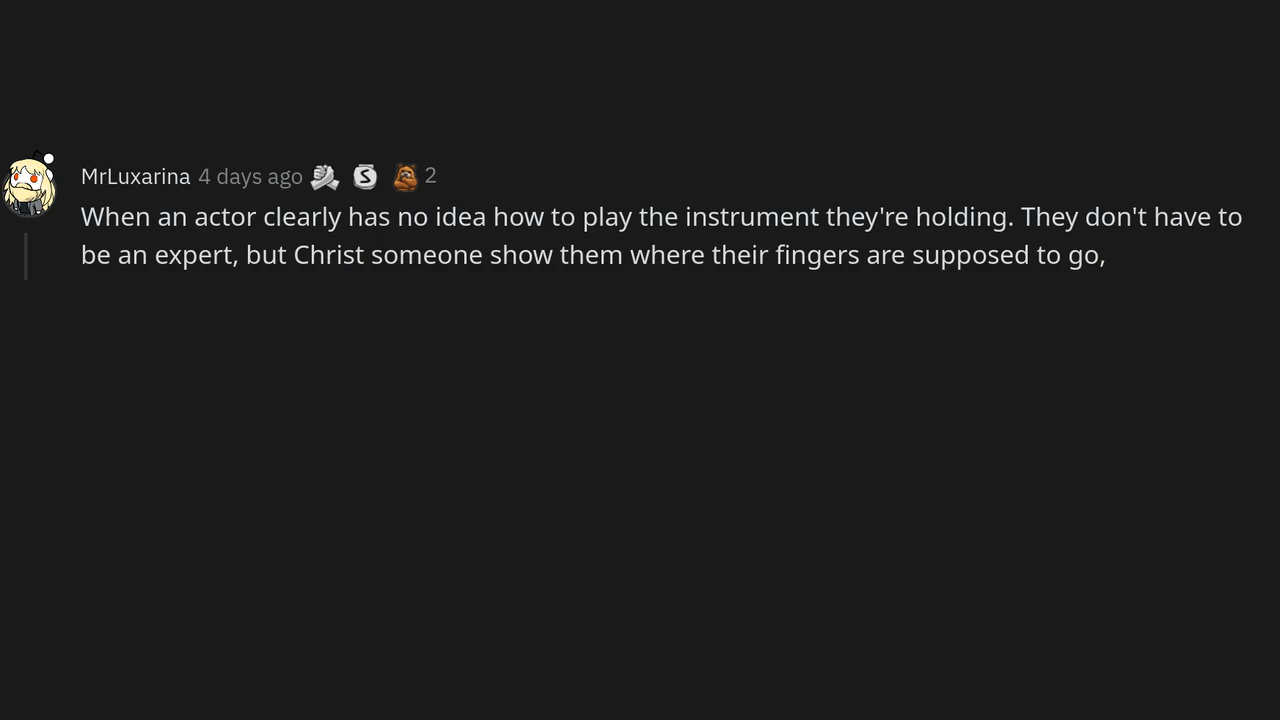 MrLuxarina 4 days ago 2
When an actor clearly has no idea how to play the instrument they're holding. They don't have to
be an expert, but Christ someone show them where their fingers are supposed to go,